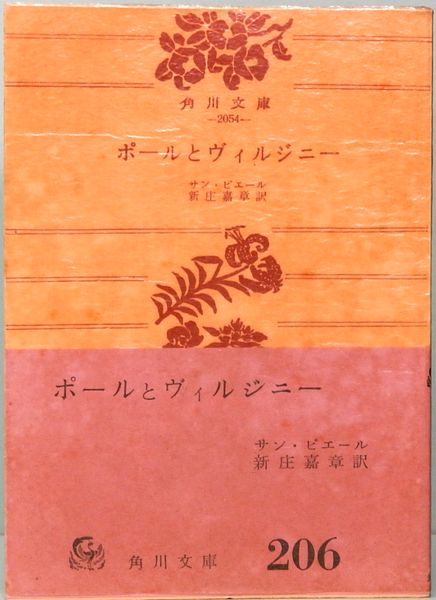 角川文庫
—2054—
ポールとヴィルジニー
サン・ピエール
新庄嘉章訳
ポールとヴィルジニー
サン・ピエール
新庄嘉章訳
角川文庫 206